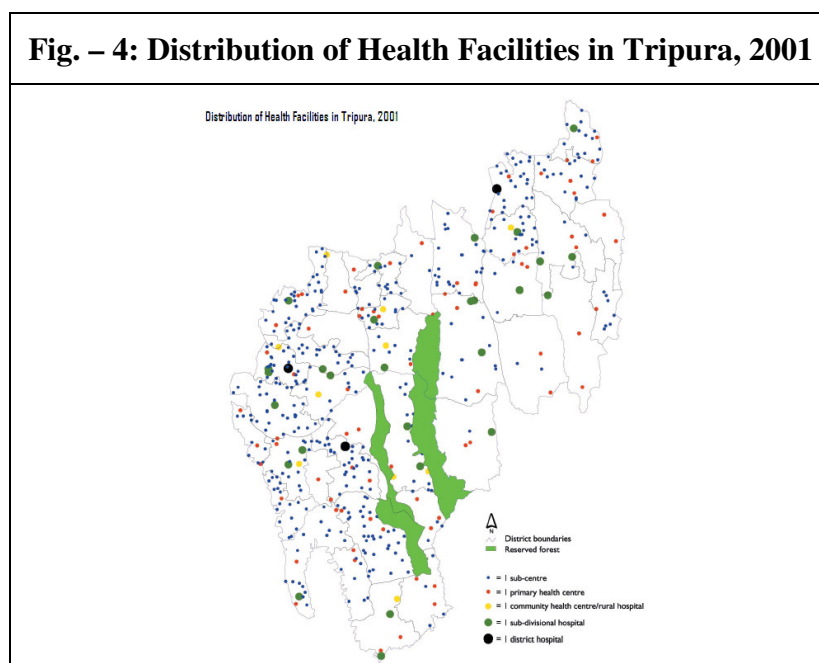 Fig. – 4: Distribution of Health Facilities in Tripura, 2001
Distribution of Health Facilities in Tripura, 2001
N
District boundaries
Reserved forest
= 1 sub-centre
= 1 primary health centre
= 1 community health centre/rural hospital
= 1 sub-divisional hospital
= 1 district hospital